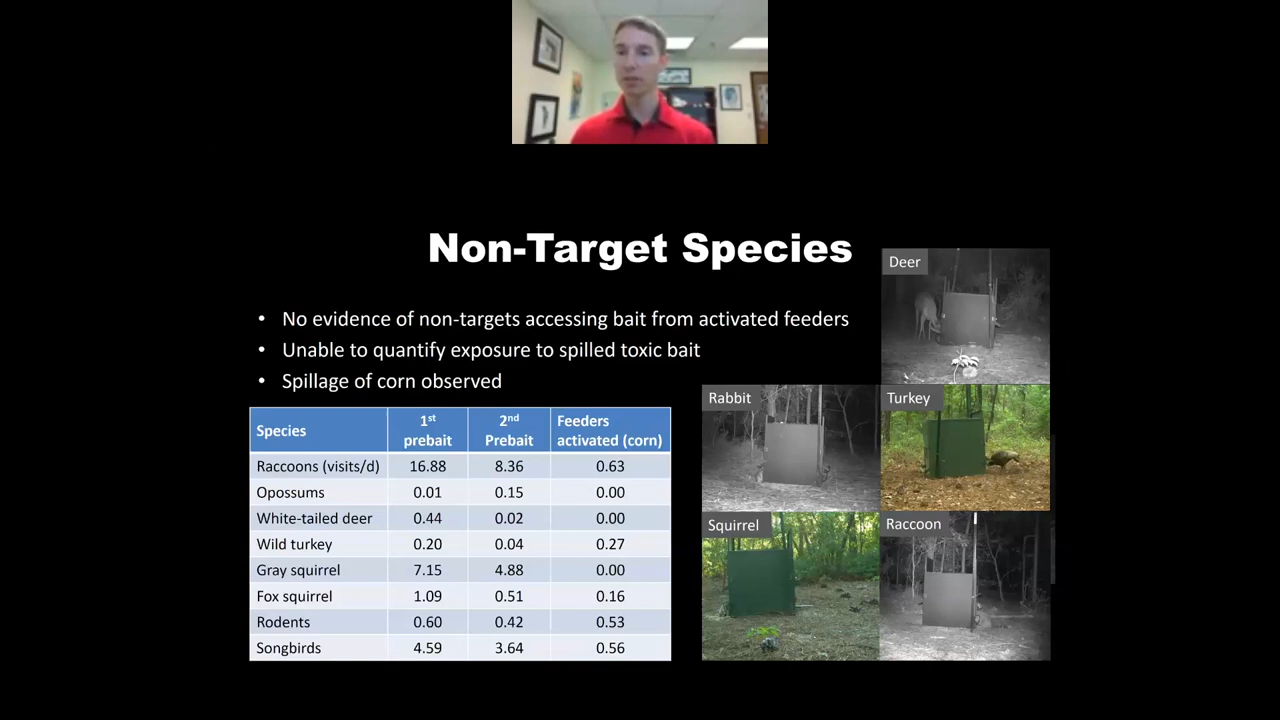 Non-Target Species
• No evidence of non-targets accessing bait from activated feeders
• Unable to quantify exposure to spilled toxic bait
• Spillage of corn observed
Species 1st prebait 2nd Prebait Feeders activated (corn)
Raccoons (visits/d) 16.88 8.36 0.63
Opossums 0.01 0.15 0.00
White-tailed deer 0.44 0.02 0.00
Wild turkey 0.20 0.04 0.27
Gray squirrel 7.15 4.88 0.00
Fox squirrel 1.09 0.51 0.16
Rodents 0.60 0.42 0.53
Songbirds 4.59 3.64 0.56
Deer
Rabbit
Turkey
Squirrel
Raccoon